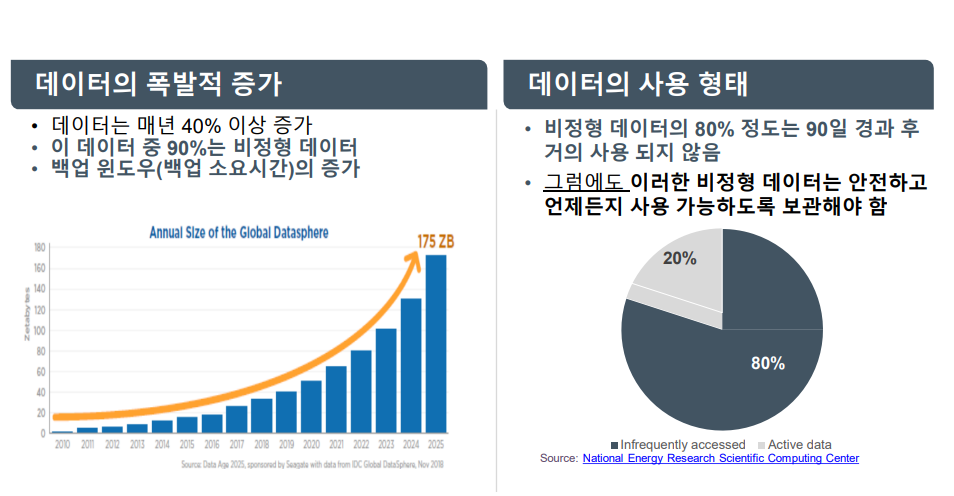 데이터의 폭발적 증가
• 데이터는 매년 40% 이상 증가
• 이 데이터 중 90%는 비정형 데이터
• 백업 윈도우(백업 소요시간)의 증가
Annual Size of the Global Datasphere
175 ZB
180
160
140
120
100
80
60
40
20
0
Zetabytes
2010 2011 2012 2013 2014 2015 2016 2017 2018 2019 2020 2021 2022 2023 2024 2025
Source: Data Age 2025, sponsored by Seagate with data from IDC Global DataSphere, Nov 2018
데이터의 사용 형태
• 비정형 데이터의 80% 정도는 90일 경과 후
거의 사용 되지 않음
• 그럼에도 이러한 비정형 데이터는 안전하고
언제든지 사용 가능하도록 보관해야 함
20%
80%
Infrequently accessed Active data
Source: National Energy Research Scientific Computing Center